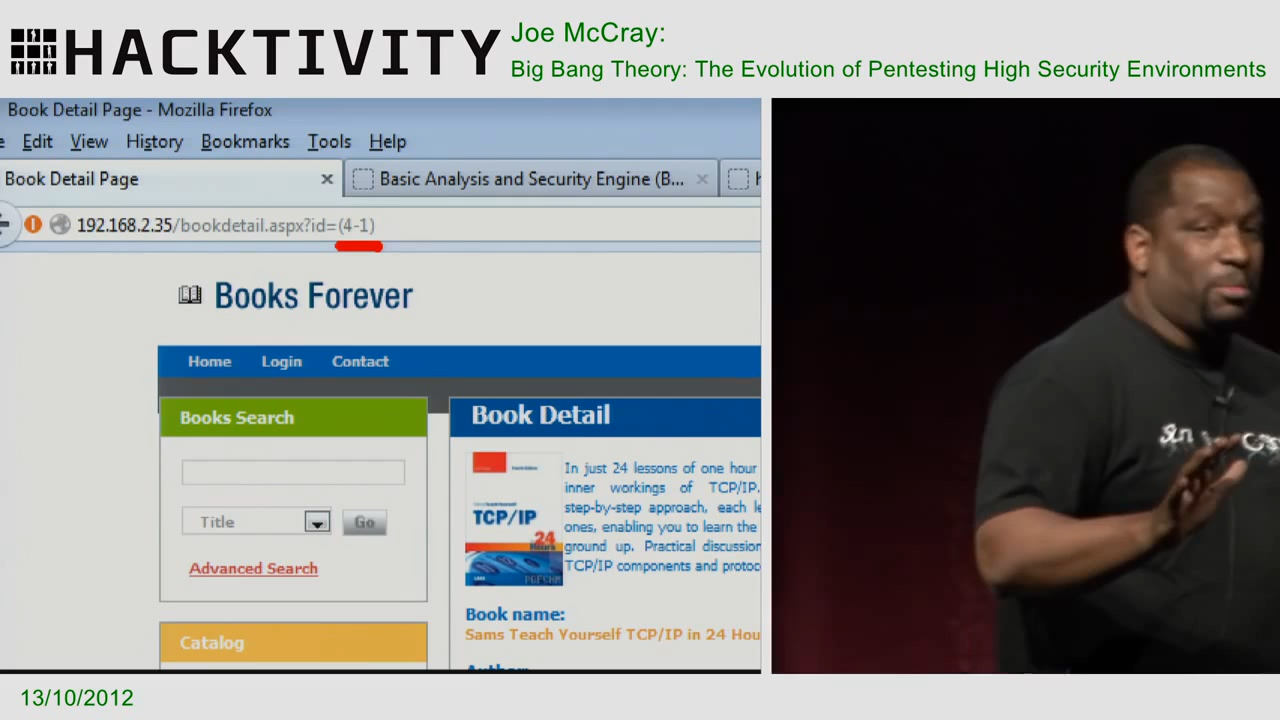 HACKTIVITY
Joe McCray:
Big Bang Theory: The Evolution of Pentesting High Security Environments
Book Detail Page - Mozilla Firefox
Edit View History Bookmarks Tools Help
Book Detail Page
Basic Analysis and Security Engine (B...
192.168.2.35/bookdetail.aspx?id=(4-1)
Books Forever
Home Login Contact
Books Search
Title
Go
Advanced Search
Catalog
Book Detail
TCP/IP
24
In just 24 lessons of one hour
inner workings of TCP/IP.
step-by-step approach, each
ones, enabling you to learn the
ground up. Practical discussion
TCP/IP components and protoc
Book name:
Sams Teach Yourself TCP/IP in 24 Hou
13/10/2012